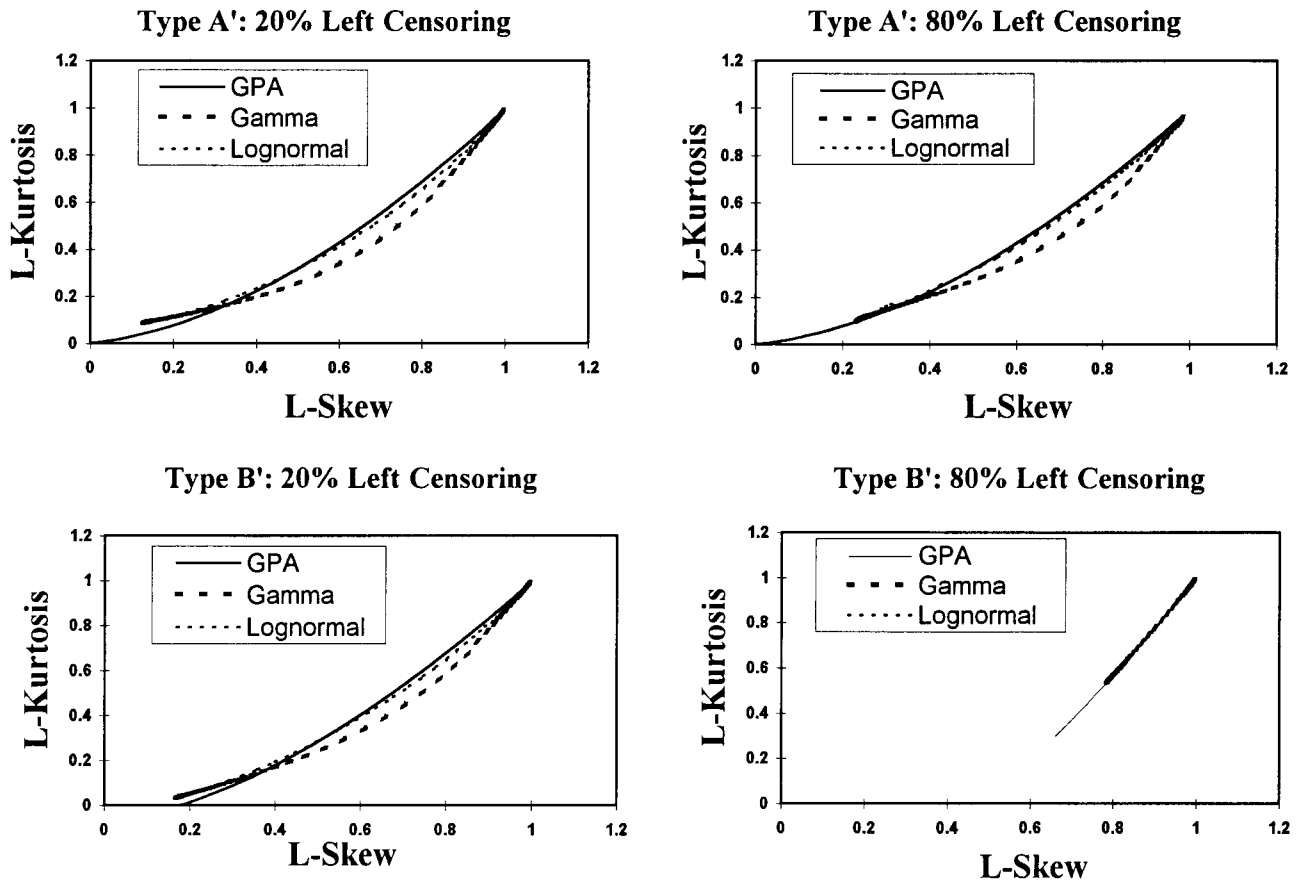 Type A': 20% Left Censoring
1.2
1
0.8
0.6
0.4
0.2
0
L-Kurtosis
GPA
Gamma
Lognormal
0
0.2
0.4
0.6
0.8
1
1.2
L-Skew
Type A': 80% Left Censoring
1.2
1
0.8
0.6
0.4
0.2
0
L-Kurtosis
GPA
Gamma
Lognormal
0
0.2
0.4
0.6
0.8
1
1.2
L-Skew
Type B': 20% Left Censoring
1.2
1
0.8
0.6
0.4
0.2
0
L-Kurtosis
GPA
Gamma
Lognormal
0
0.2
0.4
0.6
0.8
1
1.2
L-Skew
Type B': 80% Left Censoring
1.2
1
0.8
0.6
0.4
0.2
0
L-Kurtosis
GPA
Gamma
Lognormal
0
0.2
0.4
0.6
0.8
1
1.2
L-Skew